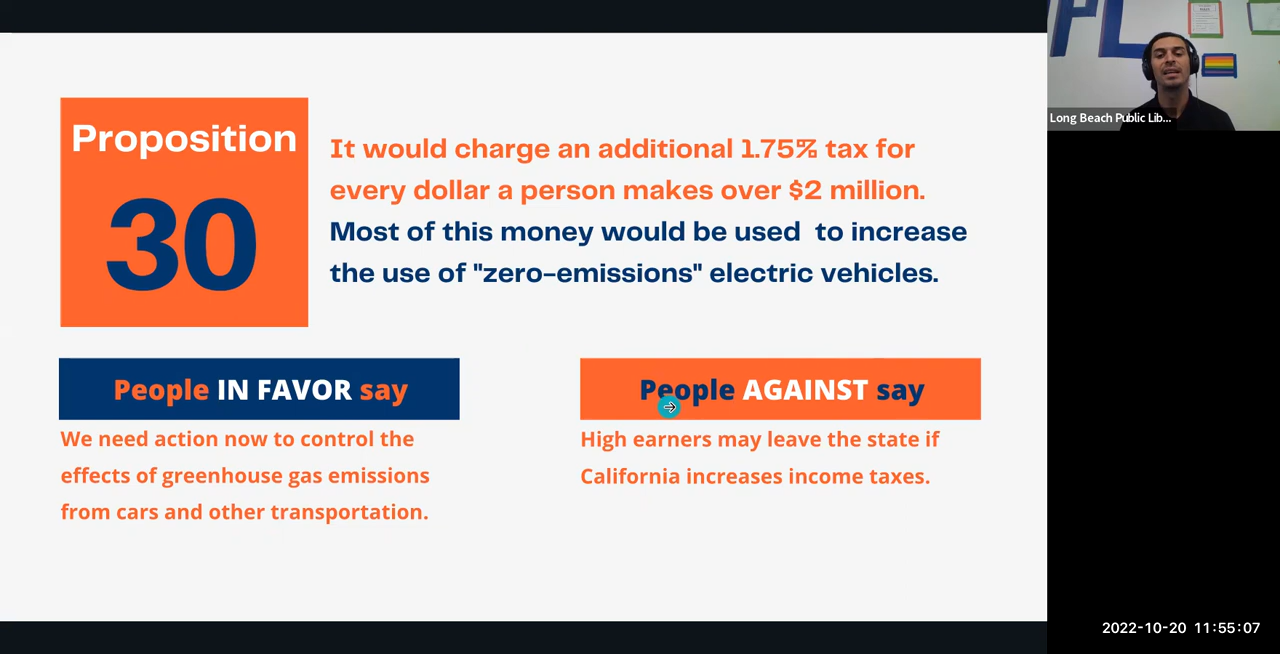 Proposition
30
It would charge an additional 1.75% tax for
every dollar a person makes over $2 million.
Most of this money would be used  to increase
the use of "zero-emissions" electric vehicles.
People IN FAVOR say
We need action now to control the
effects of greenhouse gas emissions
from cars and other transportation.
People AGAINST say
High earners may leave the state if
California increases income taxes.
PL
Long Beach Public Lib...
2022-10-20 11:55:07